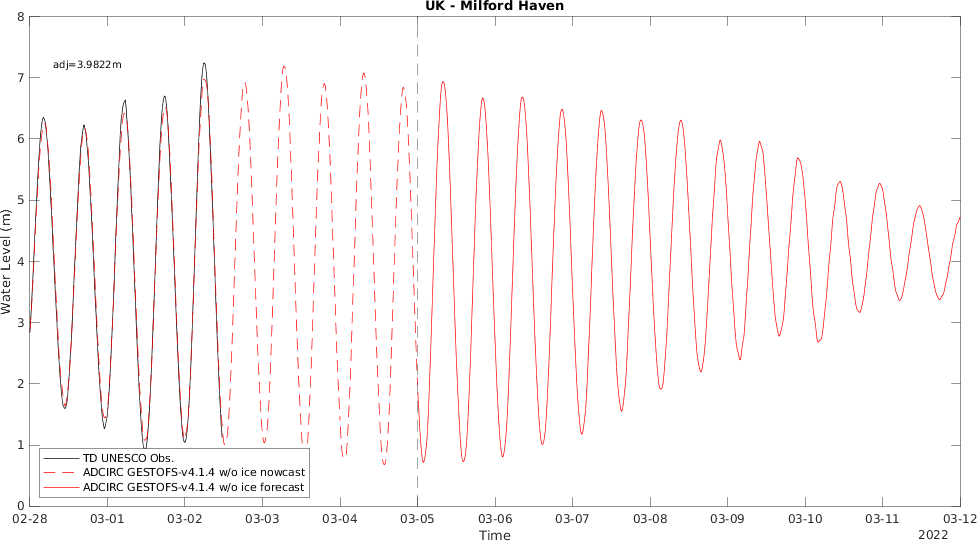 UK - Milford Haven
8
7
6
5
4
3
2
1
0
Water Level (m)
adj=3.9822m
TD UNESCO Obs.
ADCIRC GESTOFS-v4.1.4 w/o ice nowcast
ADCIRC GESTOFS-v4.1.4 w/o ice forecast
02-28 03-01 03-02 03-03 03-04 03-05 03-06 03-07 03-08 03-09 03-10 03-11 03-12
Time
2022